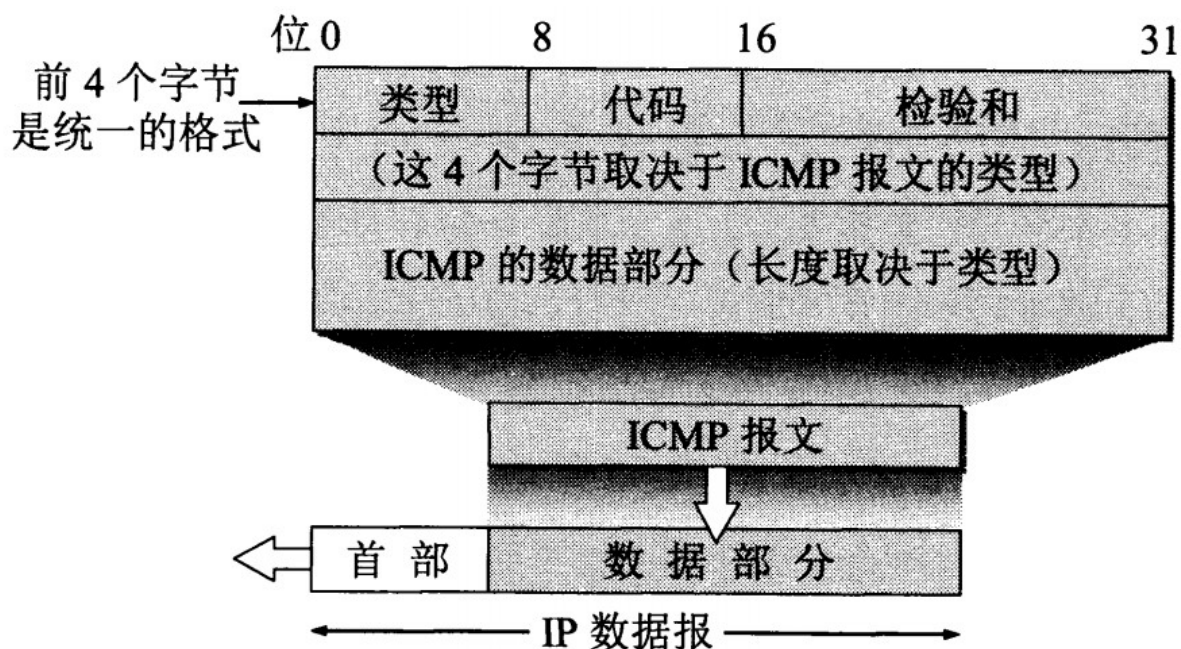 位 0 8 16 31
前 4 个字节
是统一的格式
类型 代码 检验和
（这 4 个字节取决于 ICMP 报文的类型）
ICMP 的数据部分（长度取决于类型）
ICMP 报文
首 部 数 据 部 分
IP 数据报